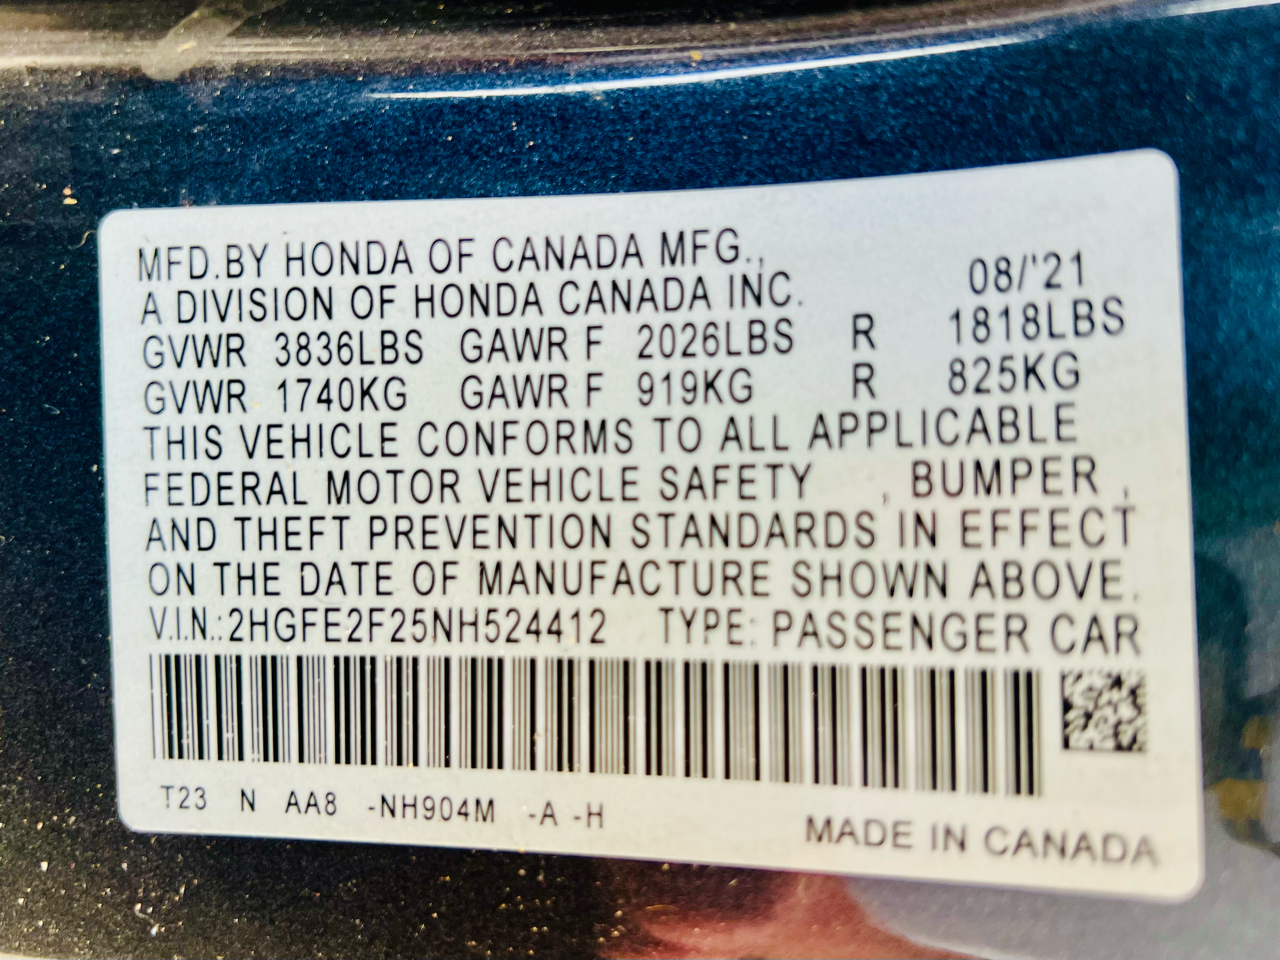 MFD.BY HONDA OF CANADA MFG.,
A DIVISION OF HONDA CANADA INC. 08/'21
GVWR 3836LBS GAWR F 2026LBS R 1818LBS
GVWR 1740KG GAWR F 919KG R 825KG
THIS VEHICLE CONFORMS TO ALL APPLICABLE
FEDERAL MOTOR VEHICLE SAFETY , BUMPER ,
AND THEFT PREVENTION STANDARDS IN EFFECT
ON THE DATE OF MANUFACTURE SHOWN ABOVE.
V.I.N.:2HGFE2F25NH524412 TYPE: PASSENGER CAR
T23 N AA8 -NH904M -A -H
MADE IN CANADA